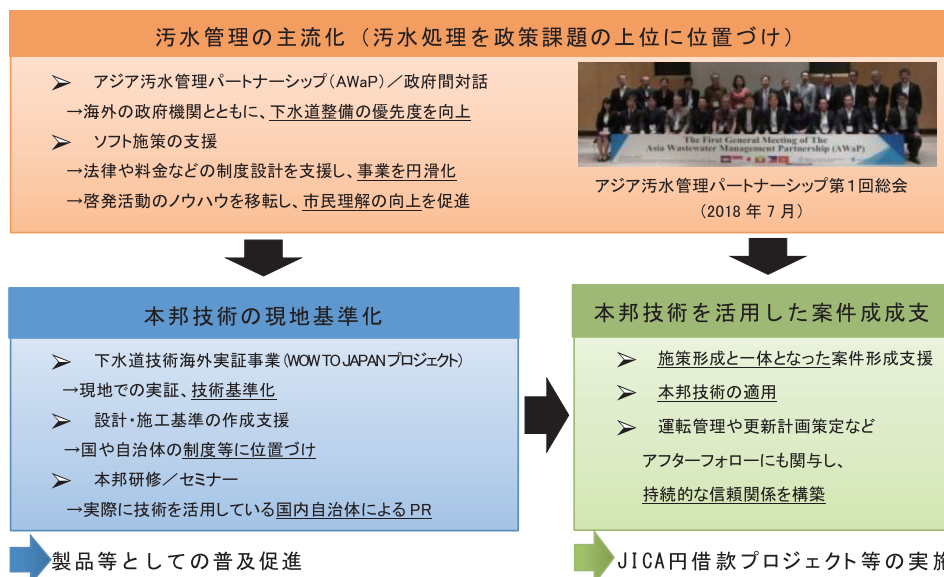 汚水管理の主流化（汚水処理を政策課題の上位に位置づけ）
➢ アジア汚水管理パートナーシップ（AWaP）／政府間対話
→海外の政府機関とともに、下水道整備の優先度を向上
➢ ソフト施策の支援
→法律や料金などの制度設計を支援し、事業を円滑化
→啓発活動のノウハウを移転し、市民理解の向上を促進
The First General Meeting of The
Asia Wastewater Management Partnership (AWaP)
アジア汚水管理パートナーシップ第１回総会
（2018 年 7 月）
本邦技術の現地基準化
➢ 下水道技術海外実証事業(WOW TO JAPAN プロジェクト)
→現地での実証、技術基準化
➢ 設計・施工基準の作成支援
→国や自治体の制度等に位置づけ
➢ 本邦研修／セミナー
→実際に技術を活用している国内自治体による PR
製品等としての普及促進
本邦技術を活用した案件成成支
➢ 施策形成と一体となった案件形成支援
➢ 本邦技術の適用
➢ 運転管理や更新計画策定など
アフターフォローにも関与し、
持続的な信頼関係を構築
JICA円借款プロジェクト等の実施